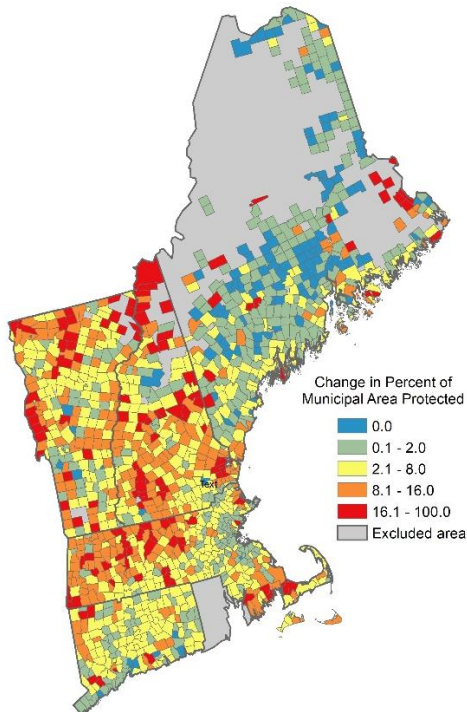 Text
Change in Percent of
Municipal Area Protected
0.0
0.1 - 2.0
2.1 - 8.0
8.1 - 16.0
16.1 - 100.0
Excluded area